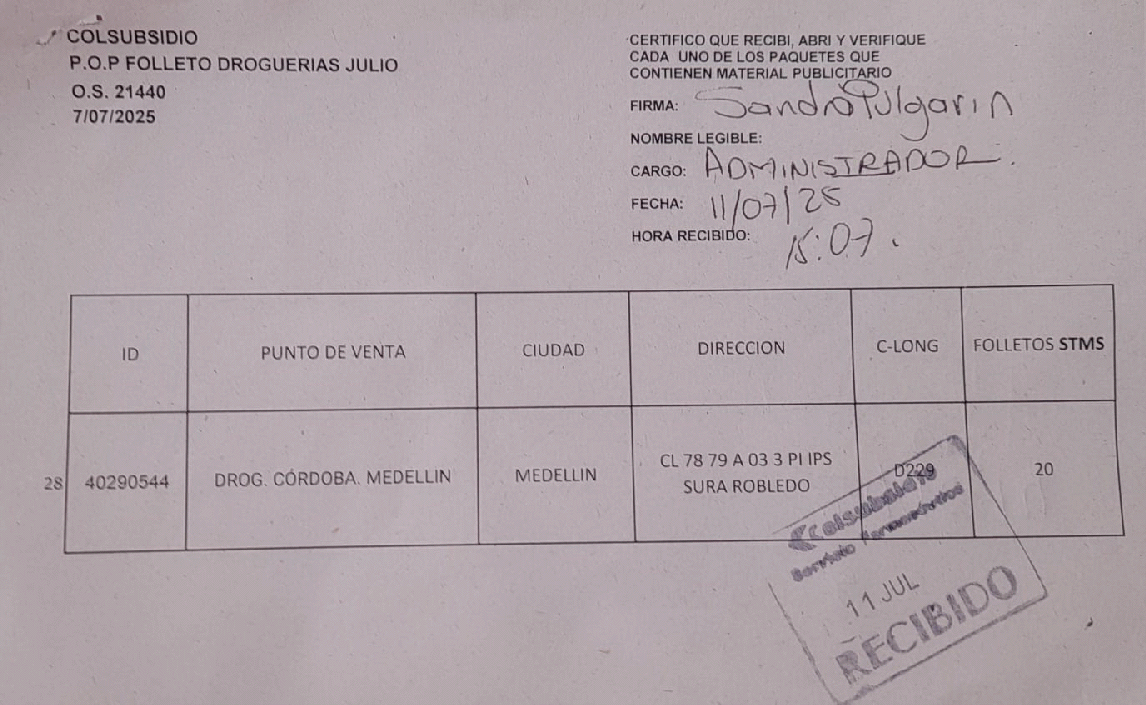 COLSUBSIDIO
P.O.P FOLLETO DROGUERIAS JULIO
O.S. 21440
7/07/2025
CERTIFICO QUE RECIBI, ABRI Y VERIFIQUE
CADA UNO DE LOS PAQUETES QUE
CONTIENEN MATERIAL PUBLICITARIO
FIRMA: Sandra Pulgarin
NOMBRE LEGIBLE:
CARGO: ADMINISTRADOR.
FECHA: 11/07/25
HORA RECIBIDO: 15:07.
ID PUNTO DE VENTA CIUDAD DIRECCION C-LONG FOLLETOS STMS
28 40290544 DROG. CÓRDOBA. MEDELLIN MEDELLIN CL 78 79 A 03 3 PI IPS SURA ROBLEDO D229 20
Colsubsidio
Servicio Farmacéutico
11 JUL
RECIBIDO